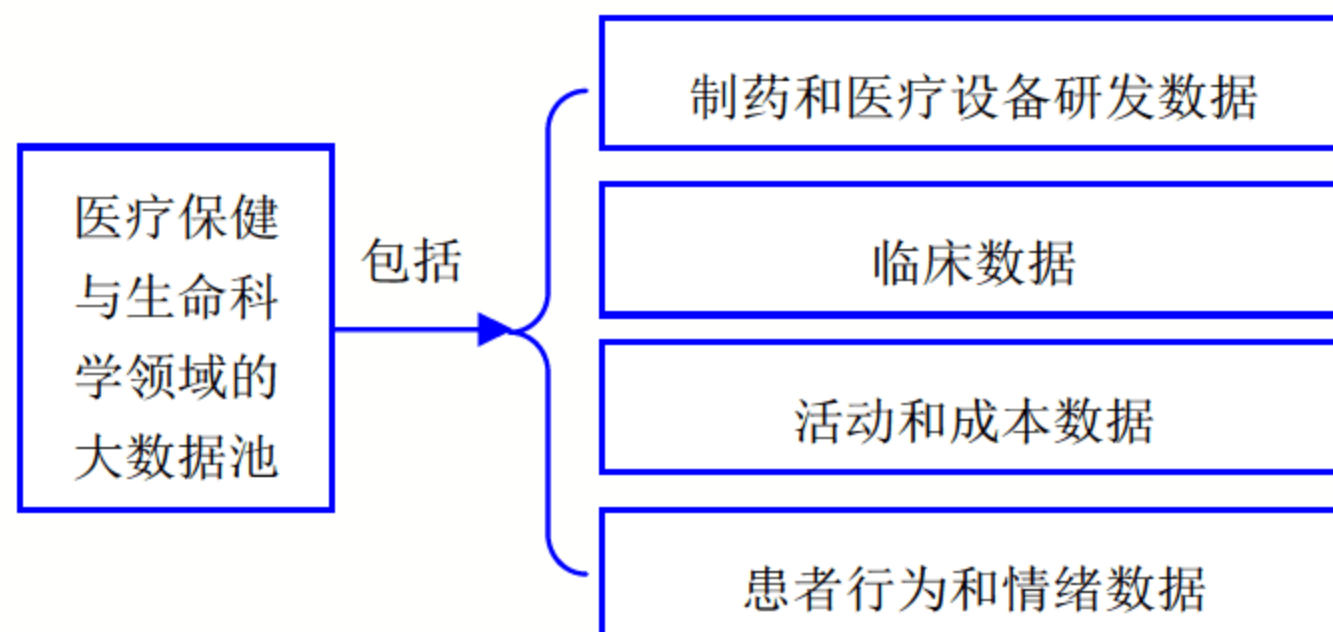 医疗保健
与生命科
学领域的
大数据池
包括
制药和医疗设备研发数据
临床数据
活动和成本数据
患者行为和情绪数据